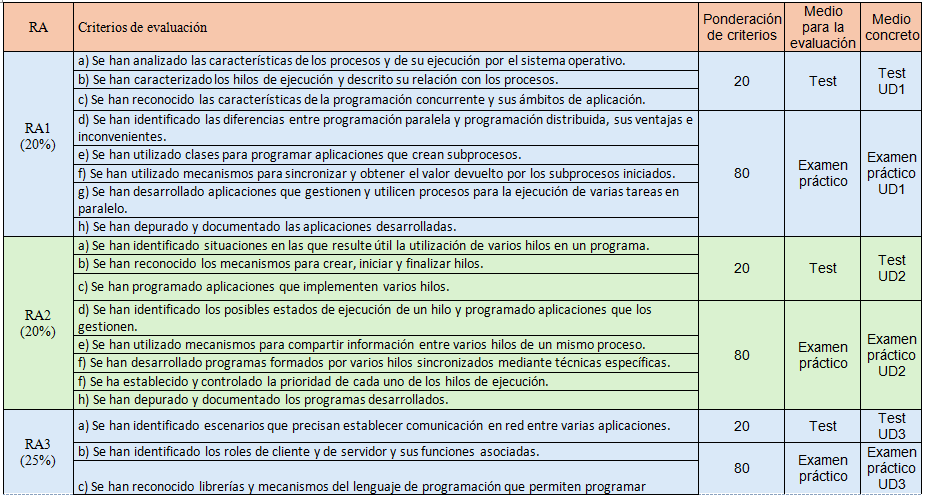 RA
Criterios de evaluación
Ponderación
de criterios
Medio
para la
evaluación
Medio
concreto
RA1
(20%)
a) Se han analizado las características de los procesos y de su ejecución por el sistema operativo.
b) Se han caracterizado los hilos de ejecución y descrito su relación con los procesos.
c) Se han reconocido las características de la programación concurrente y sus ámbitos de aplicación.
20
Test
Test
UD1
d) Se han identificado las diferencias entre programación paralela y programación distribuida, sus ventajas e
inconvenientes.
e) Se han utilizado clases para programar aplicaciones que crean subprocesos.
f) Se han utilizado mecanismos para sincronizar y obtener el valor devuelto por los subprocesos iniciados.
g) Se han desarrollado aplicaciones que gestionen y utilicen procesos para la ejecución de varias tareas en
paralelo.
h) Se han depurado y documentado las aplicaciones desarrolladas.
80
Examen
práctico
Examen
práctico
UD1
RA2
(20%)
a) Se han identificado situaciones en las que resulte útil la utilización de varios hilos en un programa.
b) Se han reconocido los mecanismos para crear, iniciar y finalizar hilos.
c) Se han programado aplicaciones que implementen varios hilos.
20
Test
Test
UD2
d) Se han identificado los posibles estados de ejecución de un hilo y programado aplicaciones que los
gestionen.
e) Se han utilizado mecanismos para compartir información entre varios hilos de un mismo proceso.
f) Se han desarrollado programas formados por varios hilos sincronizados mediante técnicas específicas.
f) Se ha establecido y controlado la prioridad de cada uno de los hilos de ejecución.
h) Se han depurado y documentado los programas desarrollados.
80
Examen
práctico
Examen
práctico
UD2
RA3
(25%)
a) Se han identificado escenarios que precisan establecer comunicación en red entre varias aplicaciones.
20
Test
Test
UD3
b) Se han identificado los roles de cliente y de servidor y sus funciones asociadas.
c) Se han reconocido librerías y mecanismos del lenguaje de programación que permiten programar
80
Examen
práctico
Examen
práctico
UD3